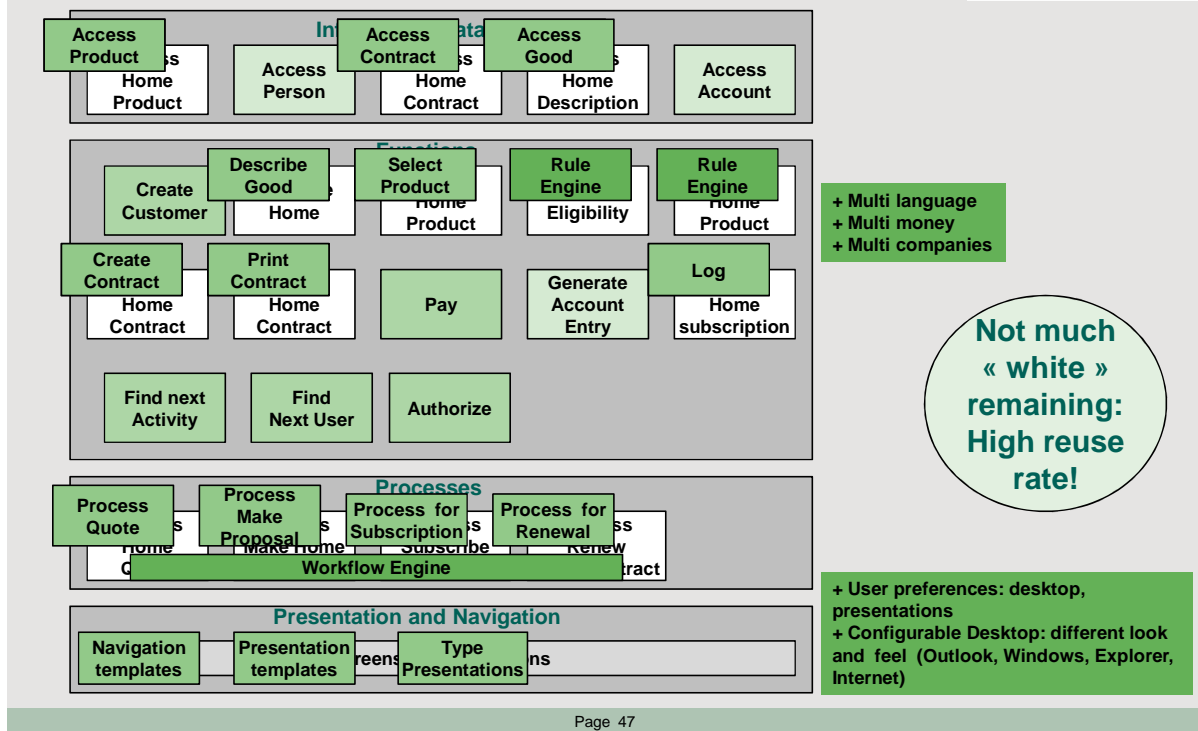 Access
Product
Home
Product
Access
Person
Access
Contract
Home
Contract
Access
Good
Home
Description
Access
Account
Create
Customer
Describe
Good
Home
Select
Product
Home
Product
Rule
Engine
Eligibility
Rule
Engine
Home
Product
Create
Contract
Home
Contract
Print
Contract
Home
Contract
Pay
Generate
Account
Entry
Log
Home
subscription
Find next
Activity
Find
Next User
Authorize
+ Multi language
+ Multi money
+ Multi companies
Not much
« white »
remaining:
High reuse
rate!
Processes
Process
Quote
Home
Process
Make
Proposal
Make Home
Process for
Subscription
Subscribe
Process for
Renewal
Renew
Workflow Engine
Presentation and Navigation
Navigation
templates
Presentation
templates
Type
Presentations
+ User preferences: desktop,
presentations
+ Configurable Desktop: different look
and feel (Outlook, Windows, Explorer,
Internet)
Page 47